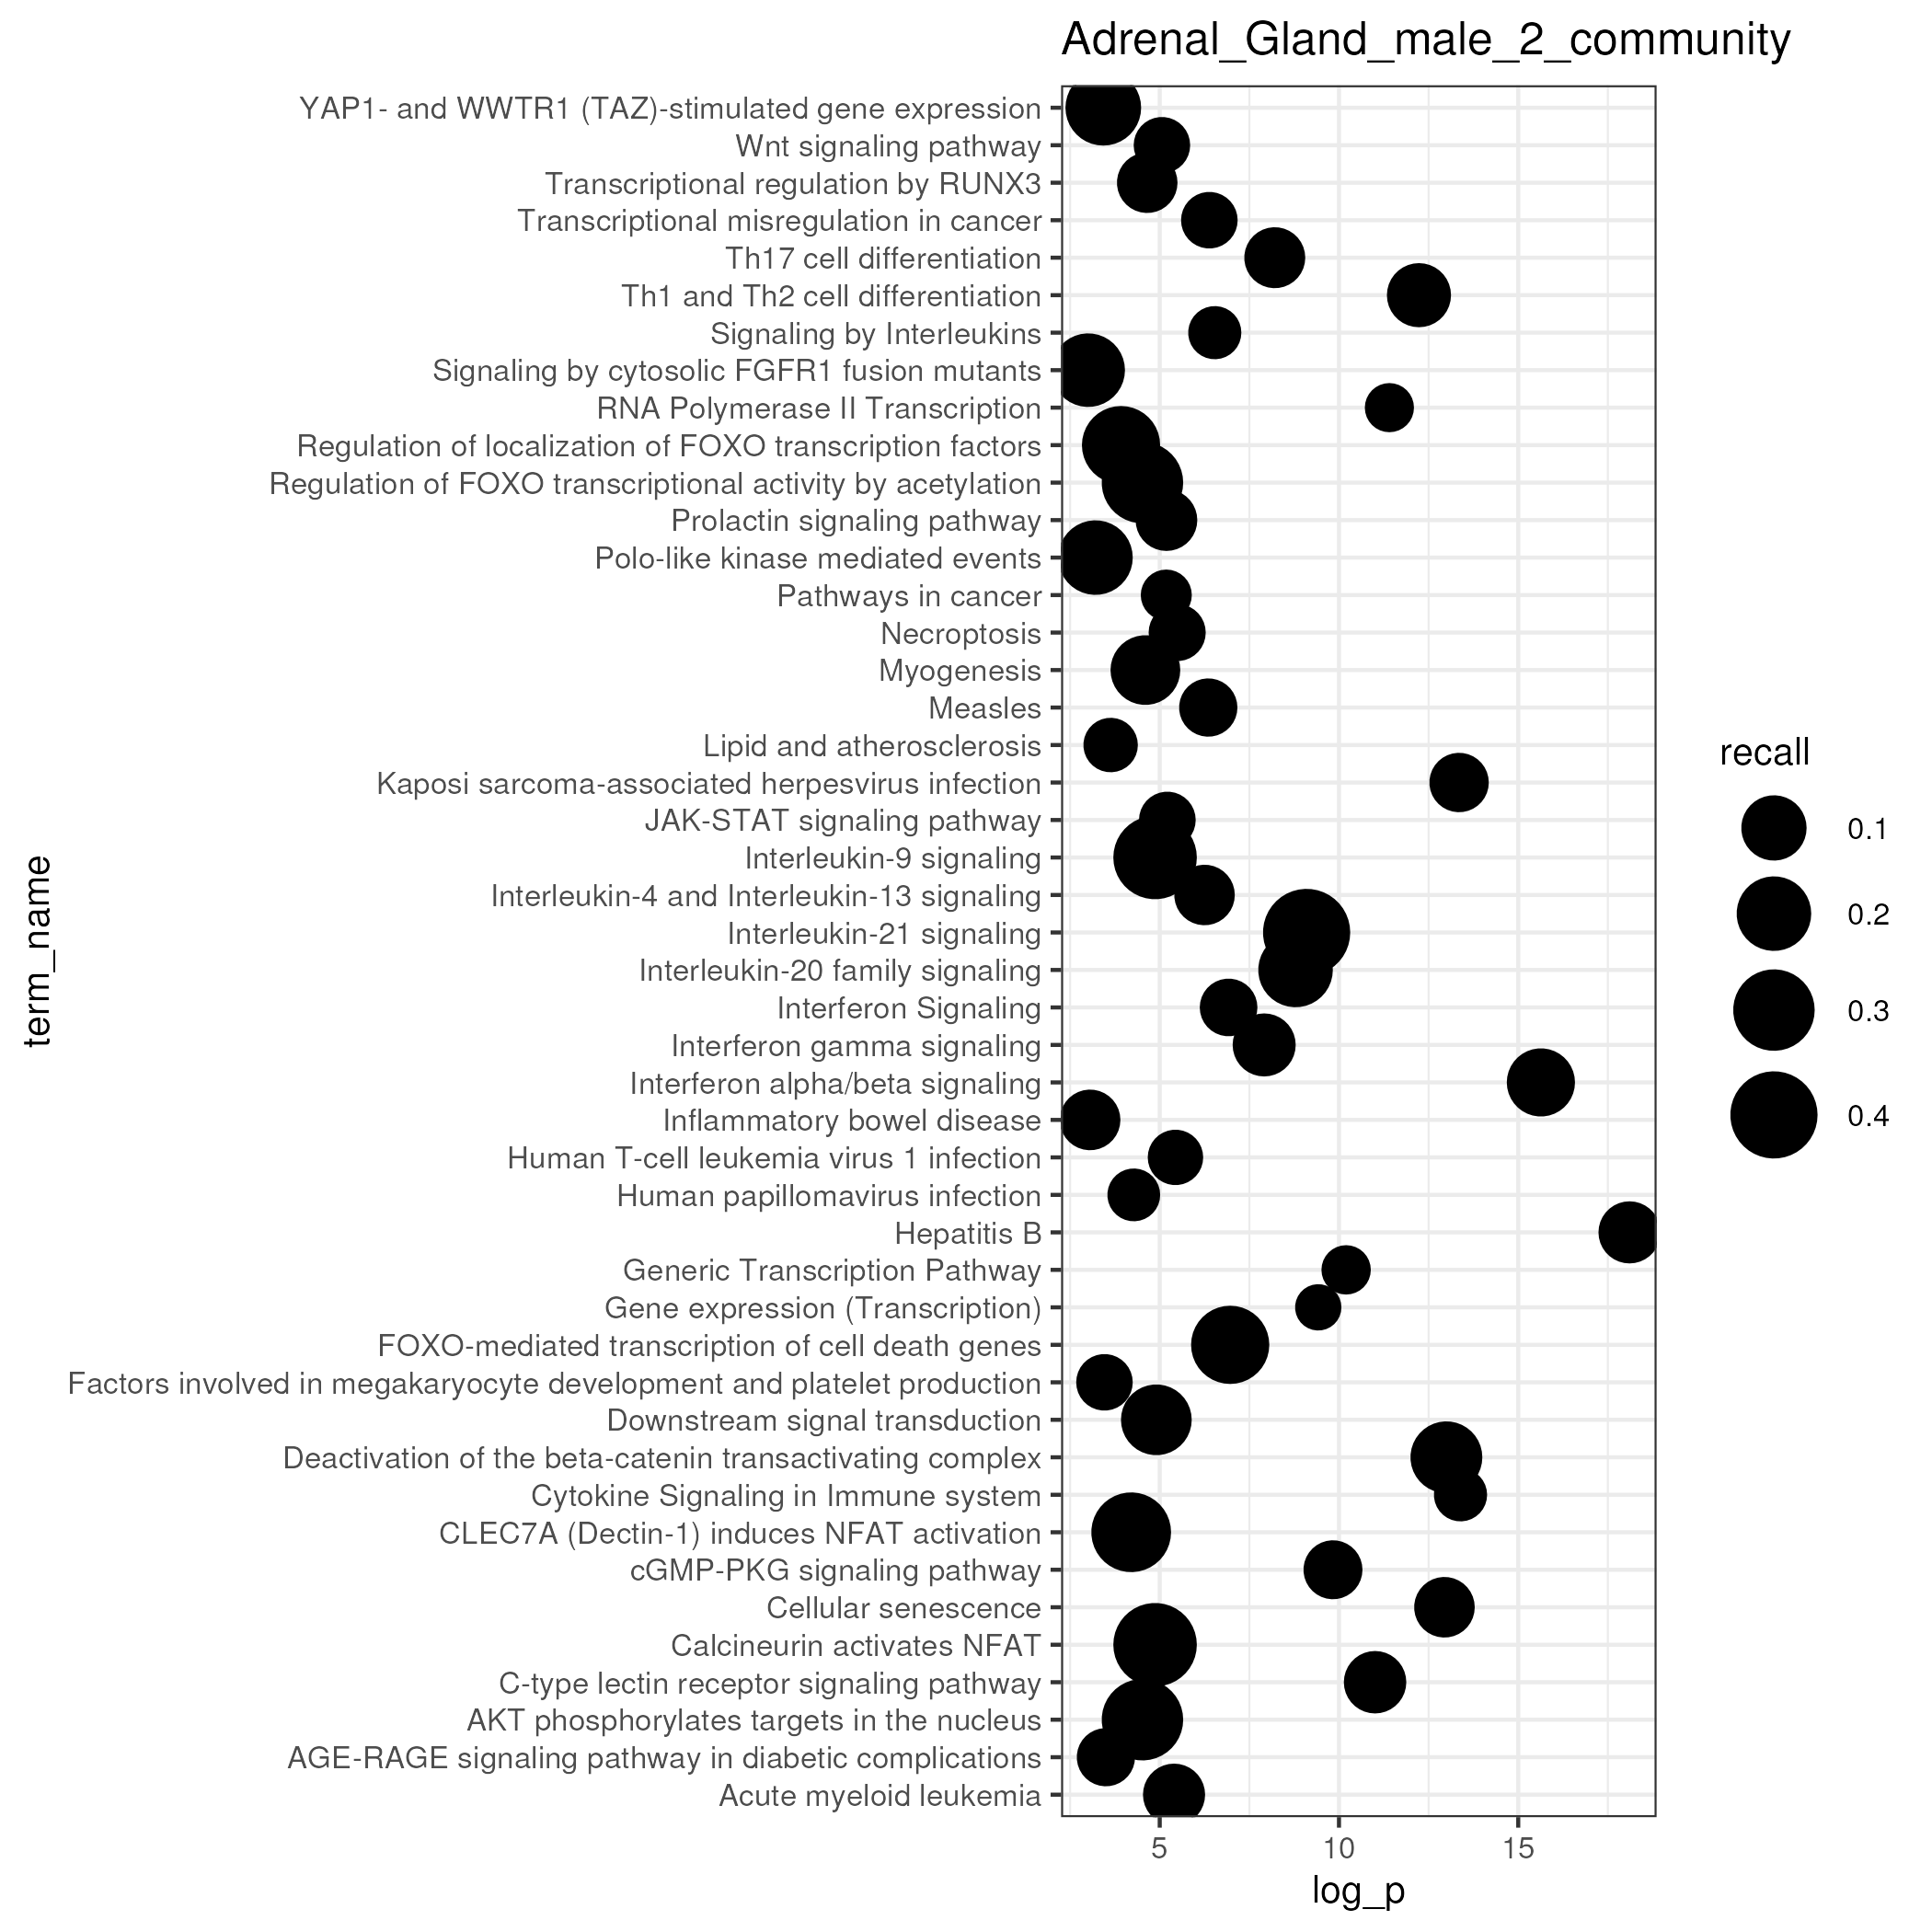 Adrenal_Gland_male_2_community
YAP1- and WWTR1 (TAZ)-stimulated gene expression
Wnt signaling pathway
Transcriptional regulation by RUNX3
Transcriptional misregulation in cancer
Th17 cell differentiation
Th1 and Th2 cell differentiation
Signaling by Interleukins
Signaling by cytosolic FGFR1 fusion mutants
RNA Polymerase II Transcription
Regulation of localization of FOXO transcription factors
Regulation of FOXO transcriptional activity by acetylation
Prolactin signaling pathway
Polo-like kinase mediated events
Pathways in cancer
Necroptosis
Myogenesis
Measles
Lipid and atherosclerosis
Kaposi sarcoma-associated herpesvirus infection
JAK-STAT signaling pathway
Interleukin-9 signaling
Interleukin-4 and Interleukin-13 signaling
Interleukin-21 signaling
Interleukin-20 family signaling
Interferon Signaling
Interferon gamma signaling
Interferon alpha/beta signaling
Inflammatory bowel disease
Human T-cell leukemia virus 1 infection
Human papillomavirus infection
Hepatitis B
Generic Transcription Pathway
Gene expression (Transcription)
FOXO-mediated transcription of cell death genes
Factors involved in megakaryocyte development and platelet production
Downstream signal transduction
Deactivation of the beta-catenin transactivating complex
Cytokine Signaling in Immune system
CLEC7A (Dectin-1) induces NFAT activation
cGMP-PKG signaling pathway
Cellular senescence
Calcineurin activates NFAT
C-type lectin receptor signaling pathway
AKT phosphorylates targets in the nucleus
AGE-RAGE signaling pathway in diabetic complications
Acute myeloid leukemia
term_name
5 10 15
log_p
recall
0.1
0.2
0.3
0.4